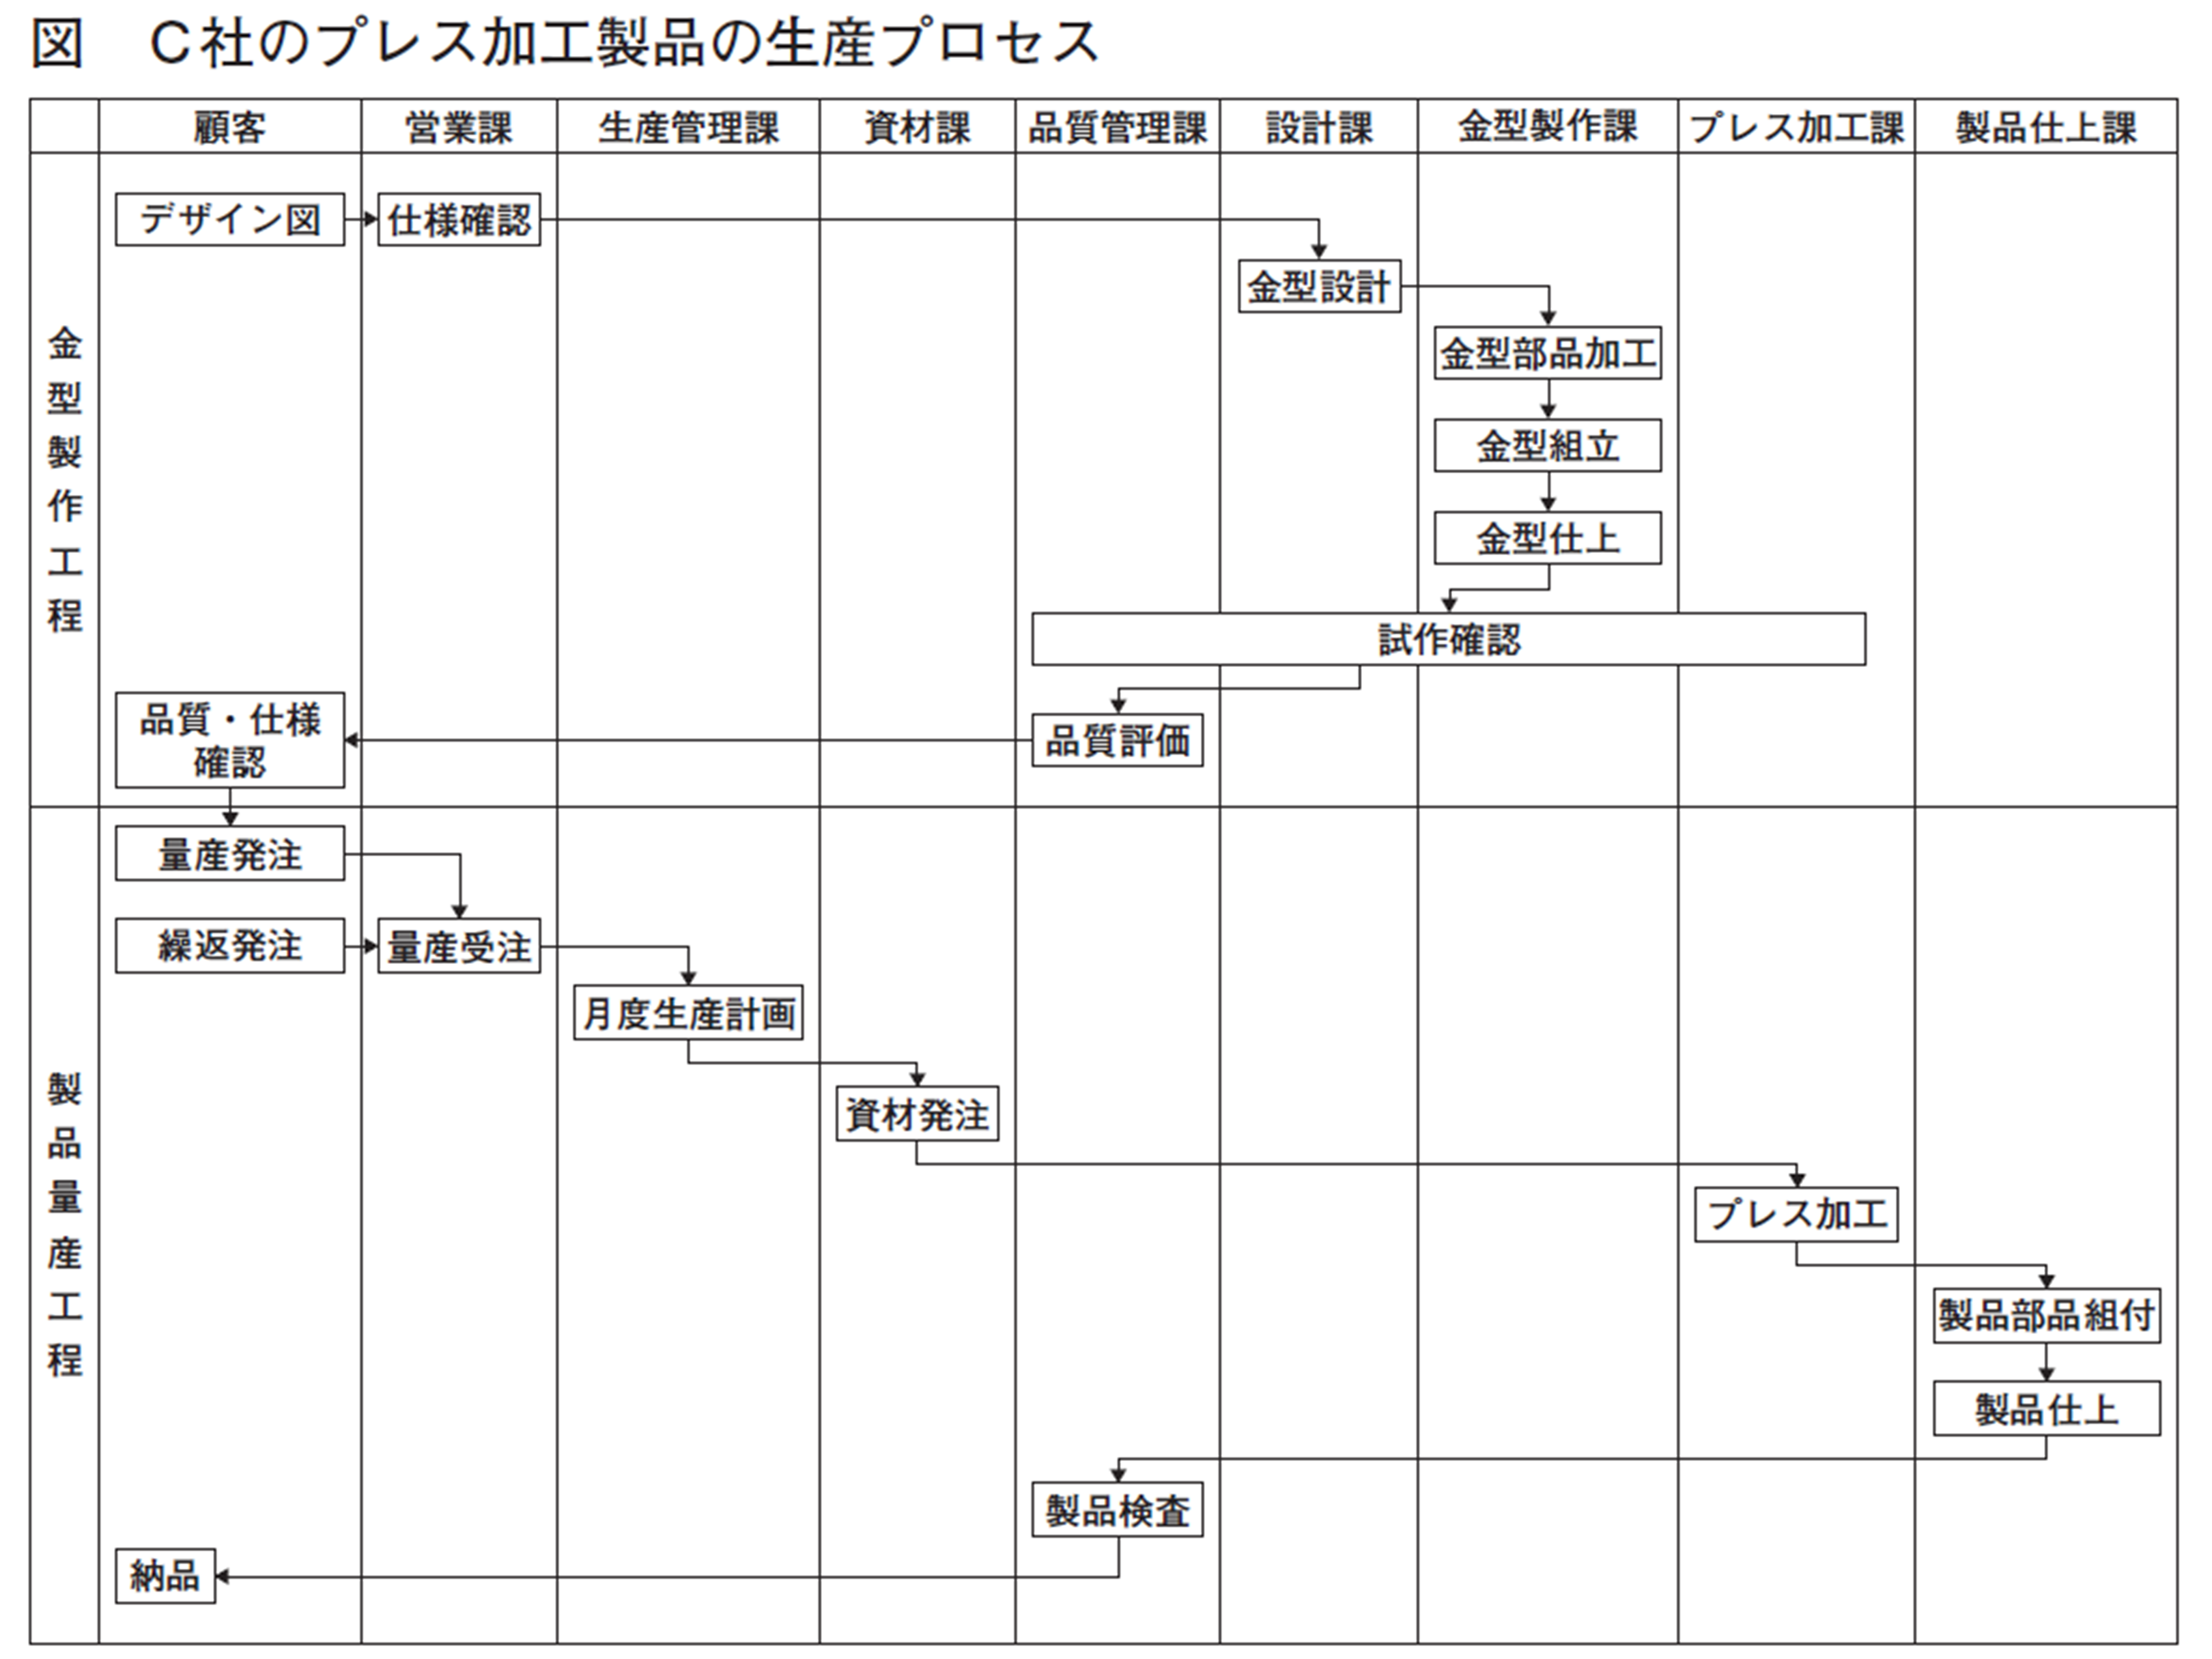 図　C社のプレス加工製品の生産プロセス
顧客 営業課 生産管理課 資材課 品質管理課 設計課 金型製作課 プレス加工課 製品仕上課
金型製作工程
デザイン図 仕様確認
金型設計
金型部品加工
金型組立
金型仕上
試作確認
品質・仕様
確認
品質評価
製品量産工程
量産発注
繰返発注 量産受注
月度生産計画
資材発注
プレス加工
製品部品組付
製品仕上
製品検査
納品